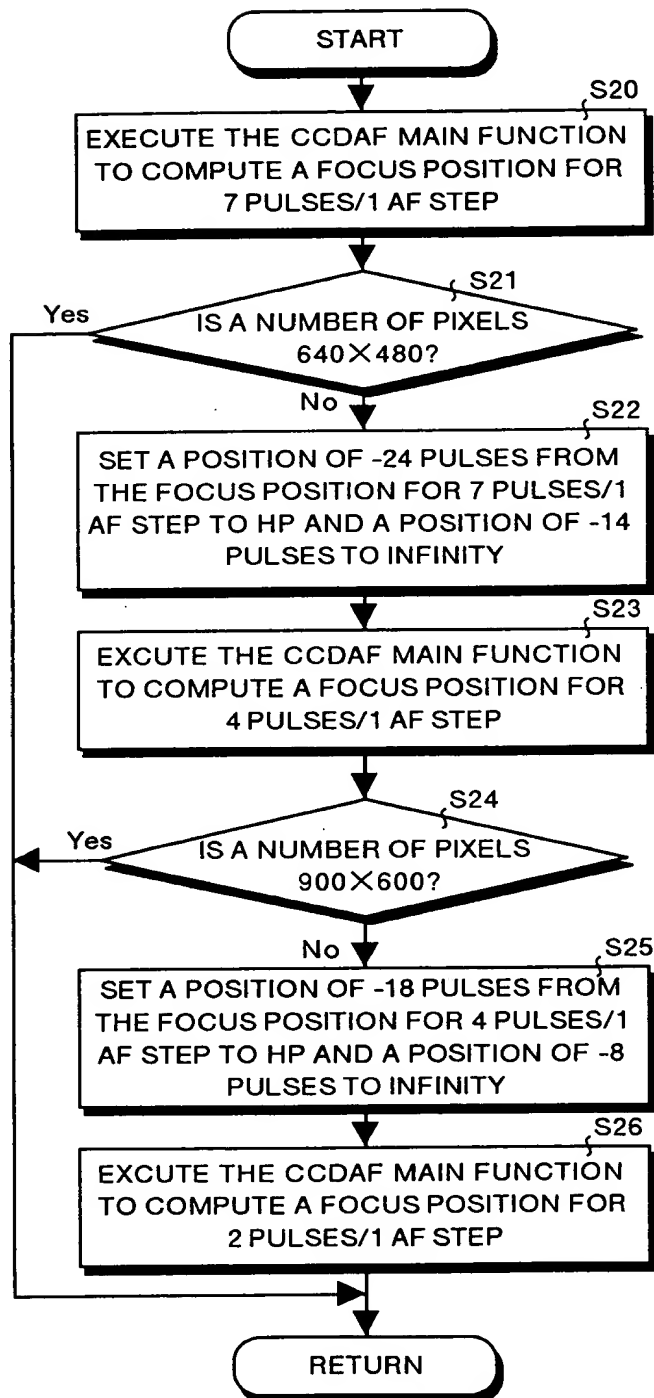 START
S20
EXECUTE THE CCDAF MAIN FUNCTION
TO COMPUTE A FOCUS POSITION FOR
7 PULSES/1 AF STEP
S21
Yes
IS A NUMBER OF PIXELS
640×480?
No
S22
SET A POSITION OF -24 PULSES FROM
THE FOCUS POSITION FOR 7 PULSES/1
AF STEP TO HP AND A POSITION OF -14
PULSES TO INFINITY
S23
EXCUTE THE CCDAF MAIN FUNCTION
TO COMPUTE A FOCUS POSITION FOR
4 PULSES/1 AF STEP
S24
Yes
IS A NUMBER OF PIXELS
900×600?
No
S25
SET A POSITION OF -18 PULSES FROM
THE FOCUS POSITION FOR 4 PULSES/1
AF STEP TO HP AND A POSITION OF -8
PULSES TO INFINITY
S26
EXCUTE THE CCDAF MAIN FUNCTION
TO COMPUTE A FOCUS POSITION FOR
2 PULSES/1 AF STEP
RETURN